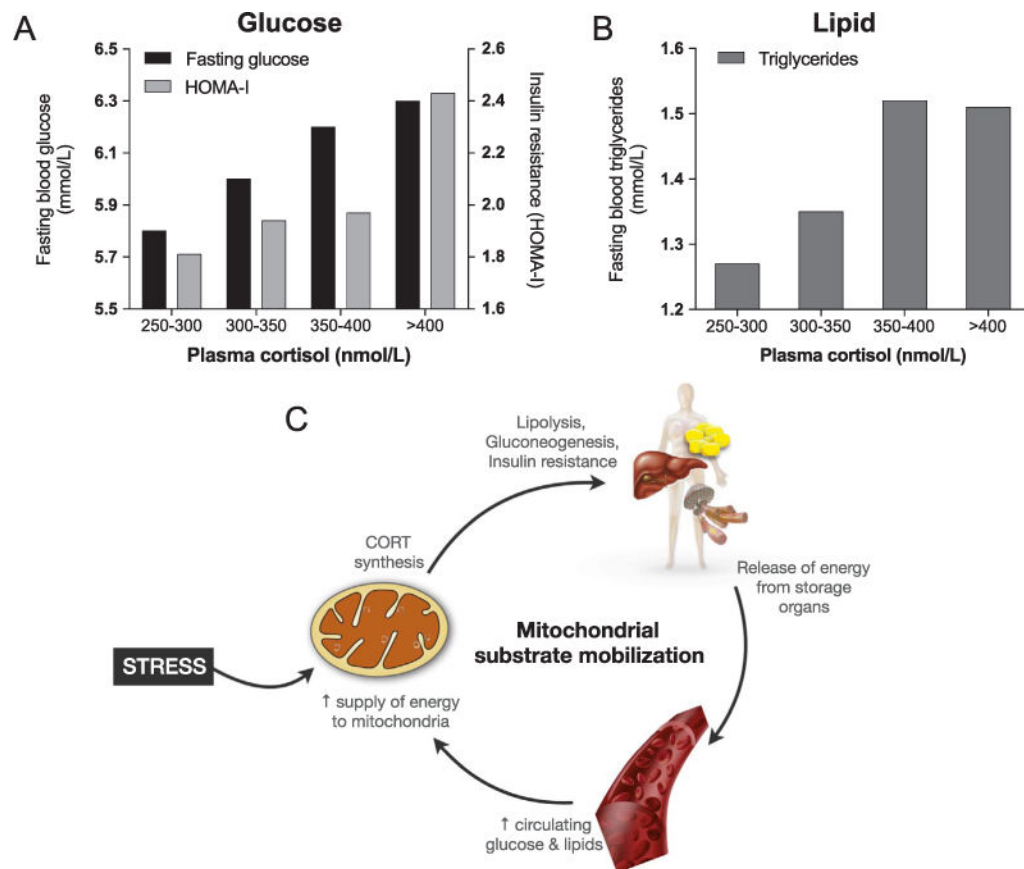 A
Glucose
Fasting glucose
HOMA-I
6.5
6.3
6.1
5.9
5.7
5.5
Fasting blood glucose
(mmol/L)
2.6
2.4
2.2
2.0
1.8
1.6
Insulin resistance (HOMA-I)
250-300
300-350
350-400
>400
Plasma cortisol (nmol/L)
B
Lipid
Triglycerides
1.6
1.5
1.4
1.3
1.2
Fasting blood triglycerides
(mmol/L)
250-300
300-350
350-400
>400
Plasma cortisol (nmol/L)
C
Lipolysis,
Gluconeogenesis,
Insulin resistance
CORT
synthesis
Release of energy
from storage
organs
Mitochondrial
substrate mobilization
STRESS
↑ supply of energy
to mitochondria
↑ circulating
glucose & lipids